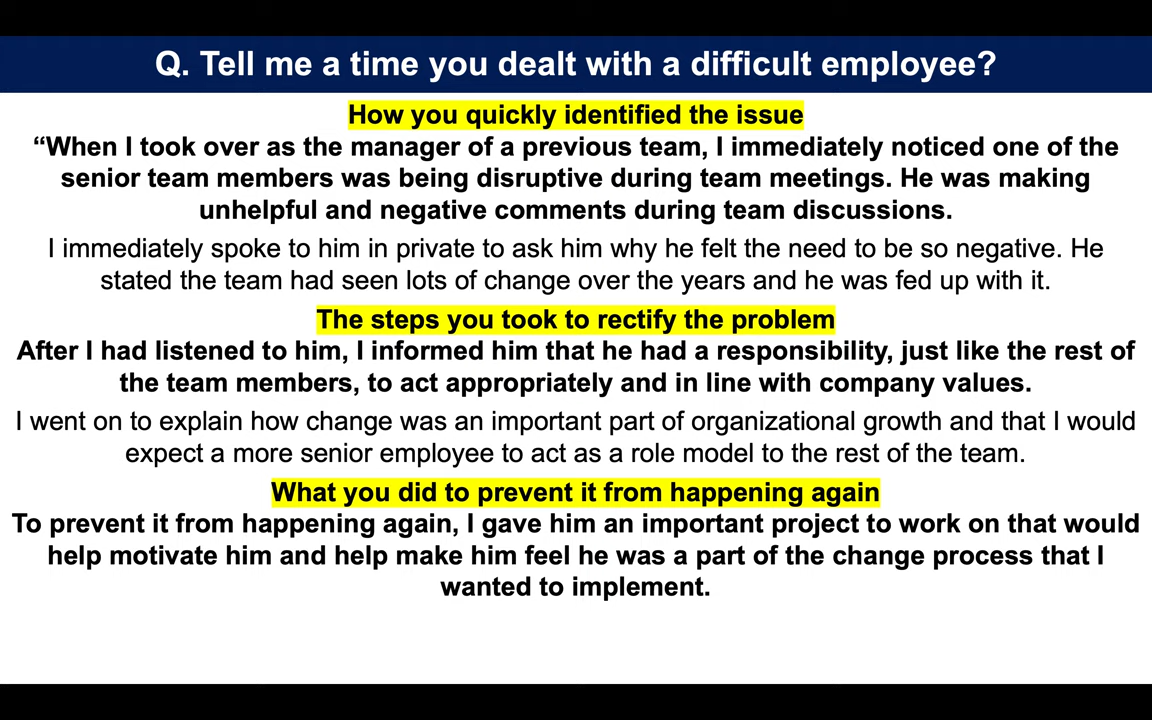 Q. Tell me a time you dealt with a difficult employee?
How you quickly identified the issue
“When I took over as the manager of a previous team, I immediately noticed one of the
senior team members was being disruptive during team meetings. He was making
unhelpful and negative comments during team discussions.
I immediately spoke to him in private to ask him why he felt the need to be so negative. He
stated the team had seen lots of change over the years and he was fed up with it.
The steps you took to rectify the problem
After I had listened to him, I informed him that he had a responsibility, just like the rest of
the team members, to act appropriately and in line with company values.
I went on to explain how change was an important part of organizational growth and that I would
expect a more senior employee to act as a role model to the rest of the team.
What you did to prevent it from happening again
To prevent it from happening again, I gave him an important project to work on that would
help motivate him and help make him feel he was a part of the change process that I
wanted to implement.